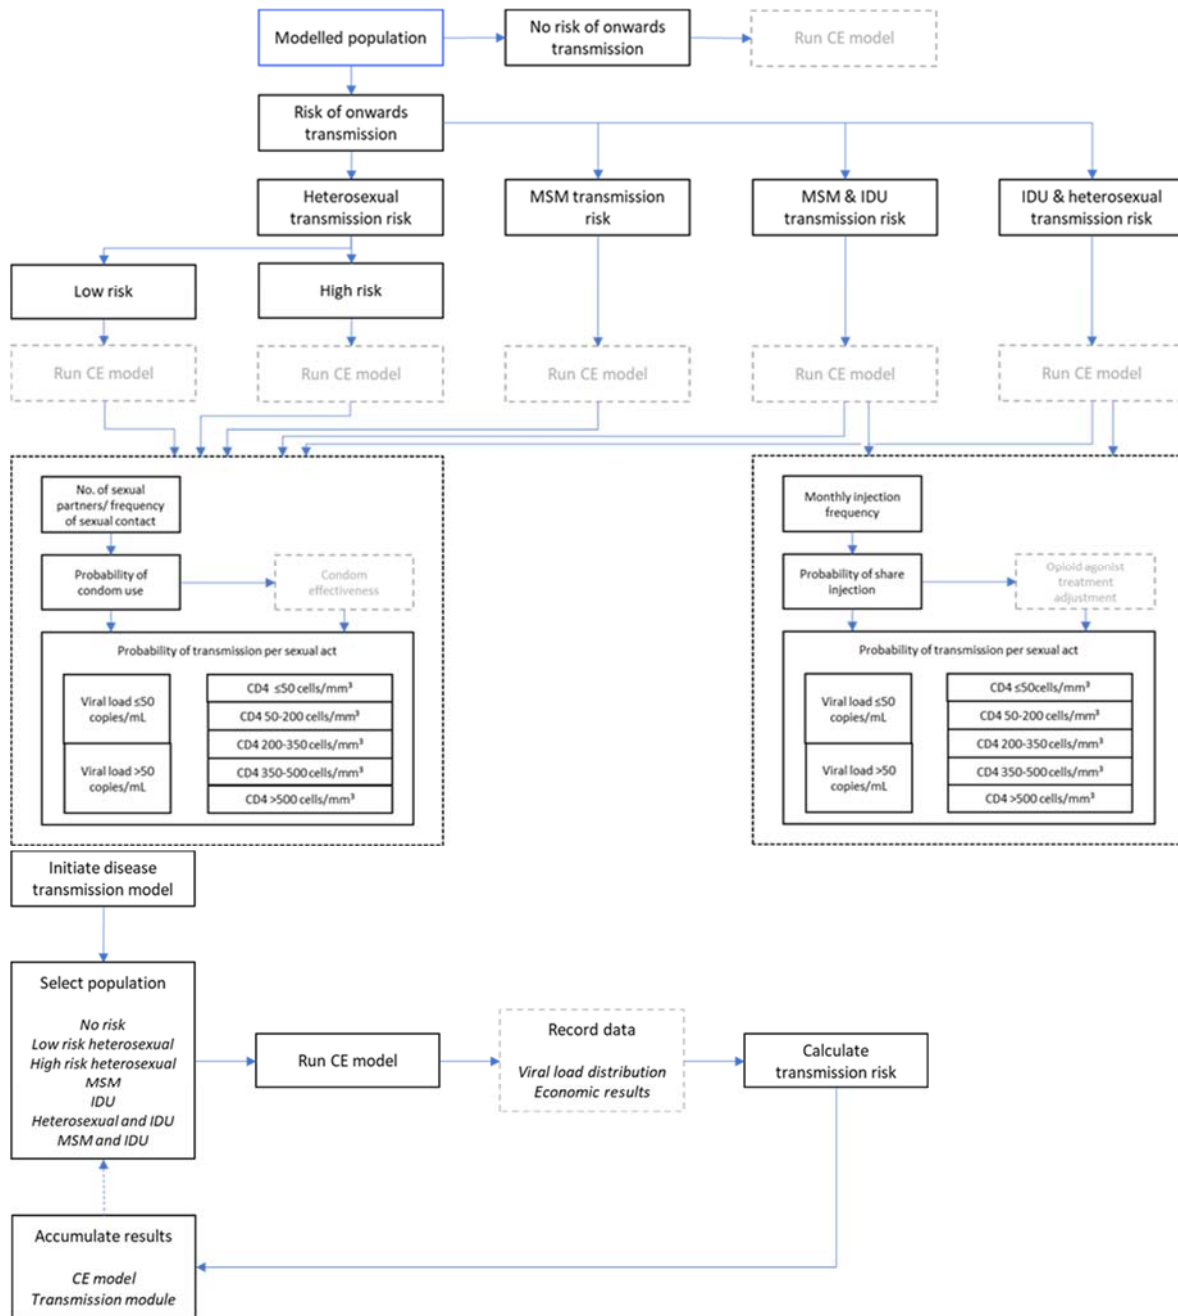 Modelled population
No risk of onwards
transmission
Run CE model
Risk of onwards
transmission
Heterosexual
transmission risk
MSM transmission
risk
MSM & IDU
transmission risk
IDU & heterosexual
transmission risk
Low risk
High risk
Run CE model
Run CE model
Run CE model
Run CE model
Run CE model
No. of sexual
partners/ frequency
of sexual contact
Probability of
condom use
Condom
effectiveness
Probability of transmission per sexual act
Viral load ≤50
copies/mL
Viral load >50
copies/mL
CD4 ≤50 cells/mm³
CD4 50-200 cells/mm³
CD4 200-350 cells/mm³
CD4 350-500 cells/mm³
CD4 >500 cells/mm³
Monthly injection
frequency
Probability of share
injection
Opioid agonist
treatment
adjustment
Probability of transmission per sexual act
Viral load ≤50
copies/mL
Viral load >50
copies/mL
CD4 ≤50cells/mm³
CD4 50-200 cells/mm³
CD4 200-350 cells/mm³
CD4 350-500 cells/mm³
CD4 >500 cells/mm³
Initiate disease
transmission model
Select population
No risk
Low risk heterosexual
High risk heterosexual
MSM
IDU
Heterosexual and IDU
MSM and IDU
Run CE model
Record data
Viral load distribution
Economic results
Calculate
transmission risk
Accumulate results
CE model
Transmission module